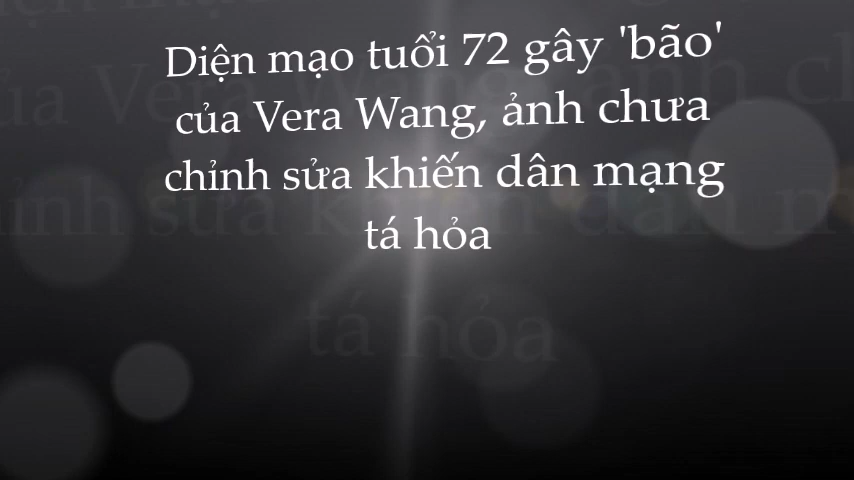 Diện mạo tuổi 72 gây 'bão'
của Vera Wang, ảnh chưa
chỉnh sửa khiến dân mạng
tá hỏa